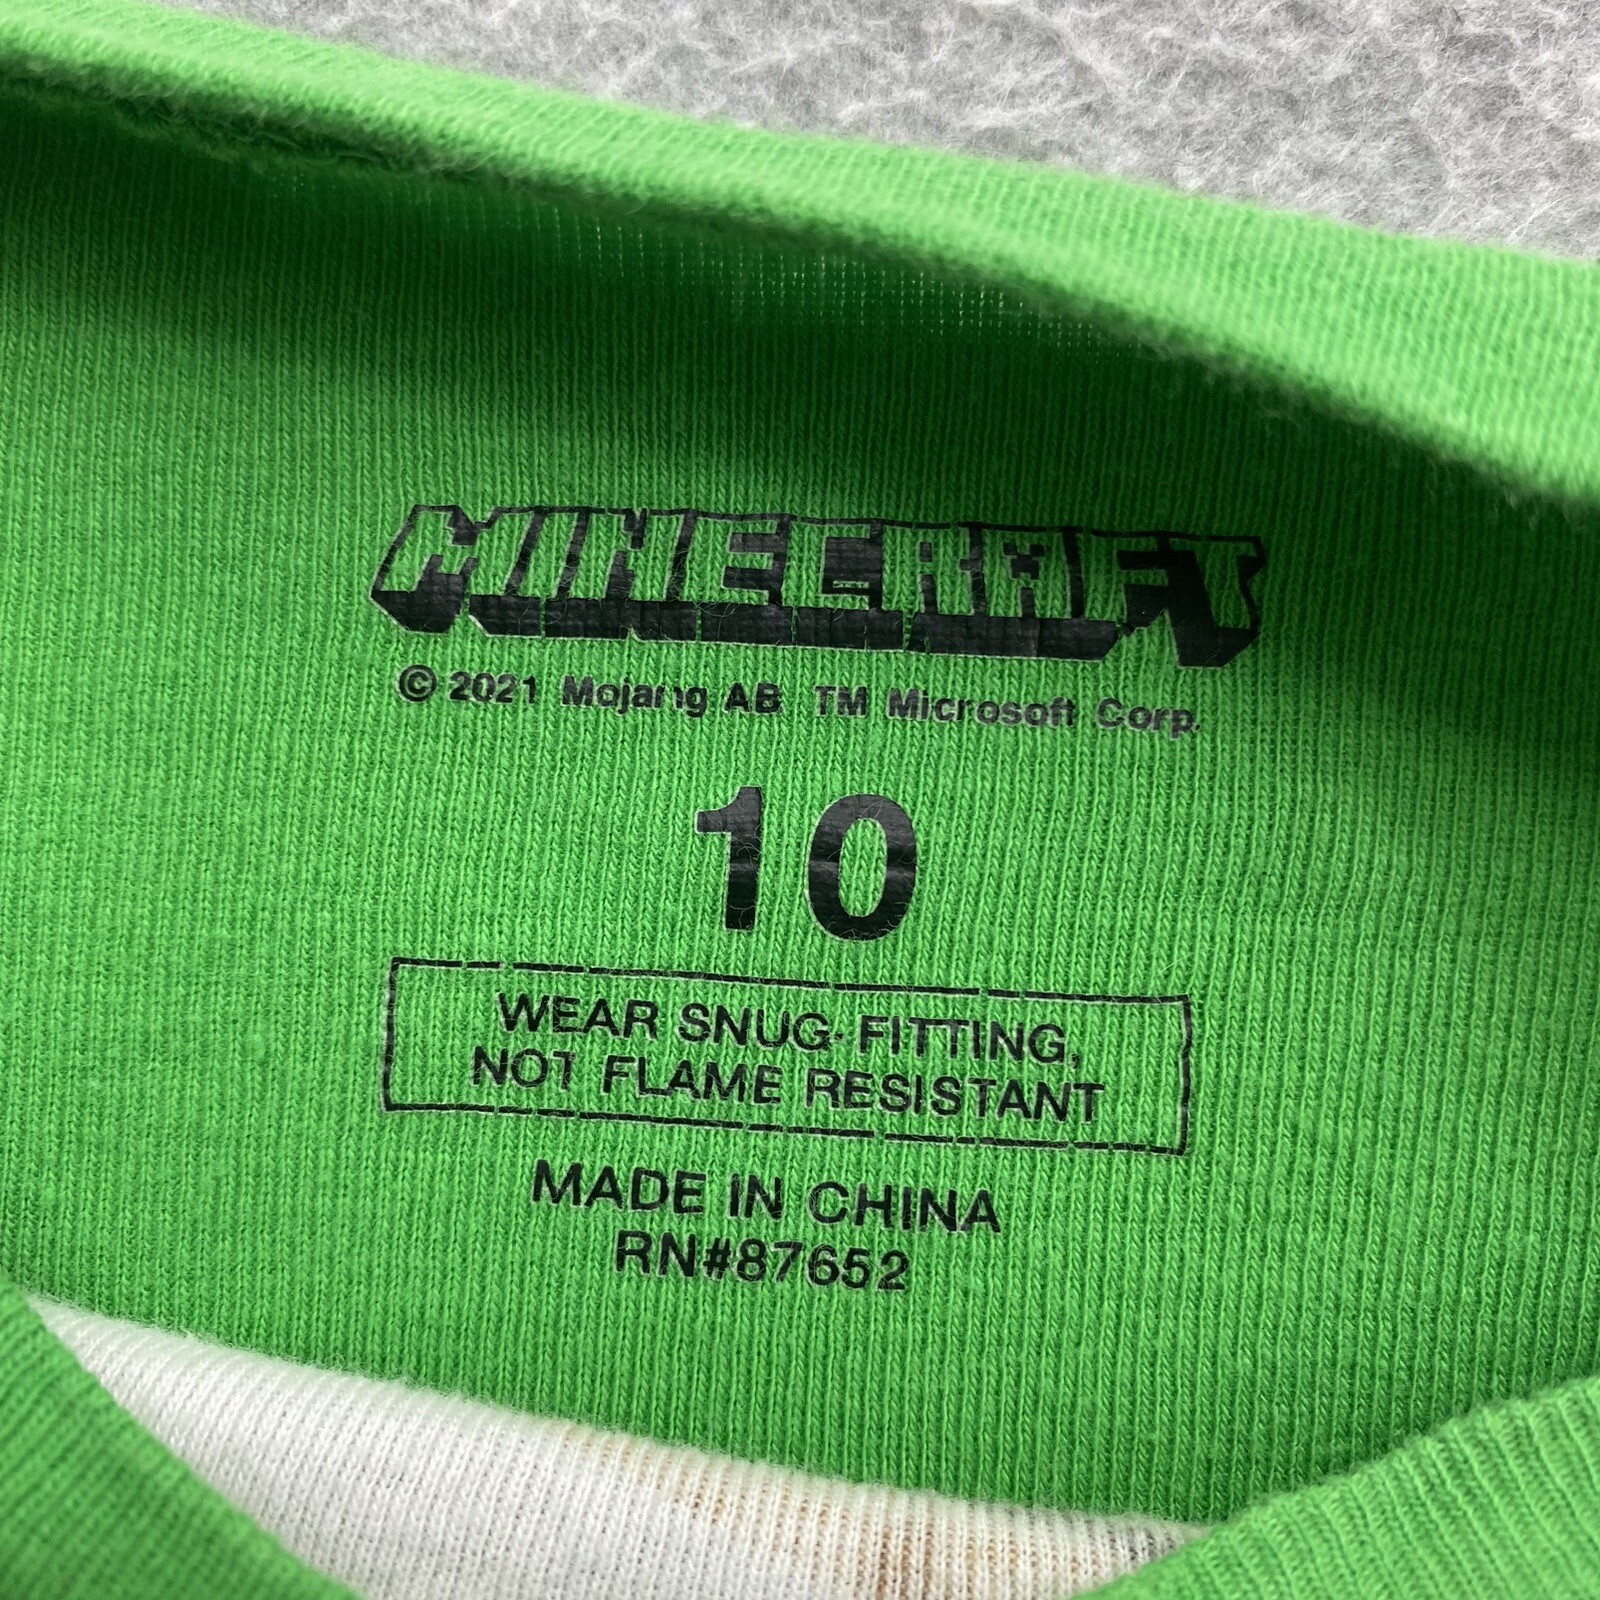 MINECRAFT
© 2021 Mojang AB TM Microsoft Corp.
10
WEAR SNUG-FITTING,
NOT FLAME RESISTANT
MADE IN CHINA
RN#87652